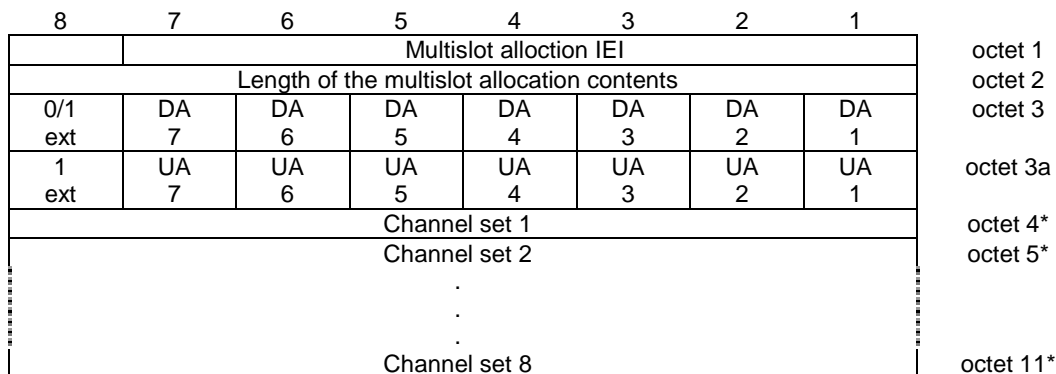 8 7 6 5 4 3 2 1
Multislot alloction IEI octet 1
Length of the multislot allocation contents octet 2
0/1 DA DA DA DA DA DA DA octet 3
ext 7 6 5 4 3 2 1
1 UA UA UA UA UA UA UA octet 3a
ext 7 6 5 4 3 2 1
Channel set 1 octet 4*
Channel set 2 octet 5*
.
.
.
Channel set 8 octet 11*